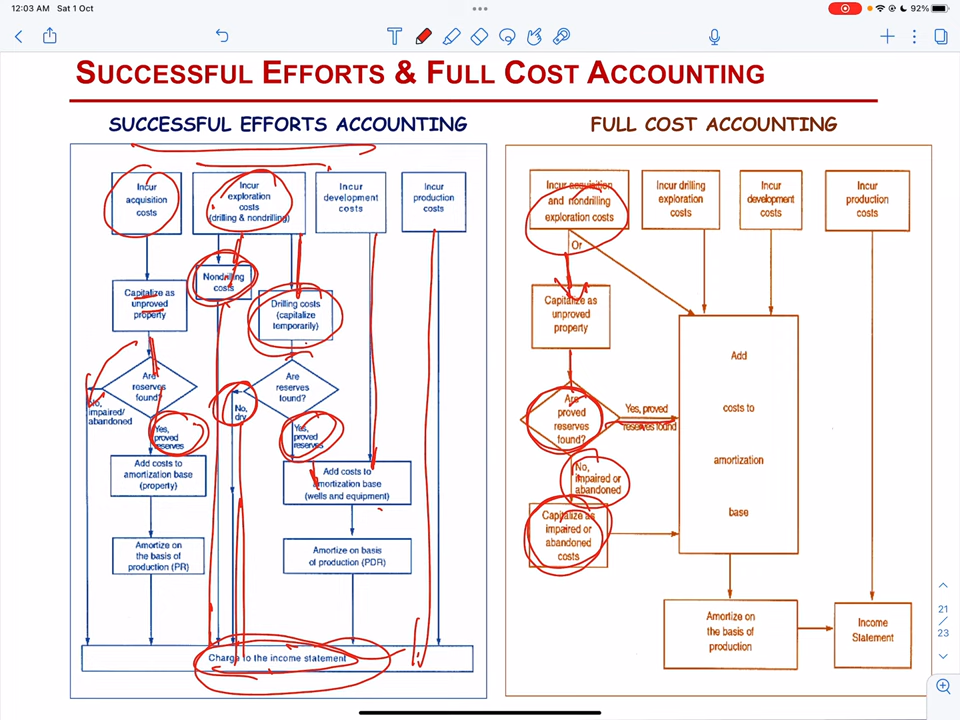 12:03 AM Sat 1 Oct
92%
SUCCESSFUL EFFORTS & FULL COST ACCOUNTING
SUCCESSFUL EFFORTS ACCOUNTING
Incur
acquisition
costs
Incur
exploration
costs
(drilling & nondrilling)
Incur
development
costs
Incur
production
costs
Nondrilling
costs
Capitalize as
unproved
property
Drilling costs
(capitalize
temporarily)
Are
reserves
found?
Are
reserves
found?
No,
impaired/
abandoned
Yes,
proved
reserves
No,
dry
Yes,
proved
reserves
Add costs to
amortization base
(property)
Add costs to
amortization base
(wells and equipment)
Amortize on
the basis of
production (PR)
Amortize on basis
of production (PDR)
Charge to the income statement
FULL COST ACCOUNTING
Incur acquisition
and nondrilling
exploration costs
Incur drilling
exploration
costs
Incur
development
costs
Incur
production
costs
Or
Capitalize as
unproved
property
Are
proved
reserves
found?
Yes, proved
reserves found
No,
impaired or
abandoned
Capitalize as
impaired or
abandoned
costs
Add
costs to
amortization
base
Amortize on
the basis of
production
Income
Statement
21
/
23